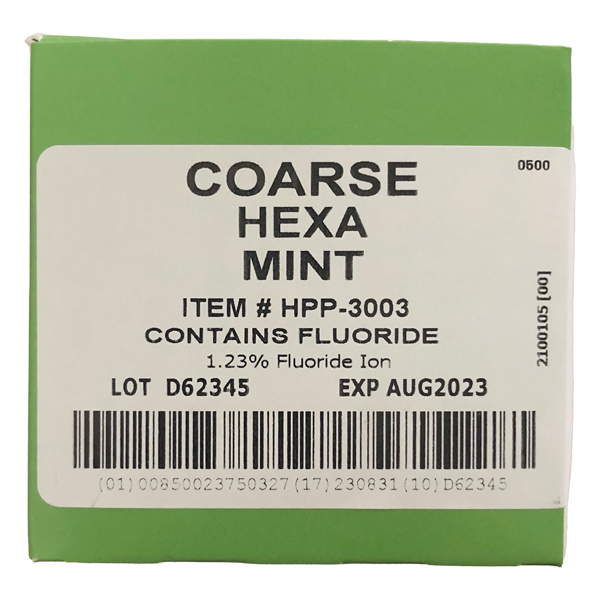 COARSE
HEXA
MINT
ITEM # HPP-3003
CONTAINS FLUORIDE
1.23% Fluoride Ion
LOT D62345 EXP AUG2023
(01)00850023750327(17)230831(10)D62345
0500
2100105 [00]